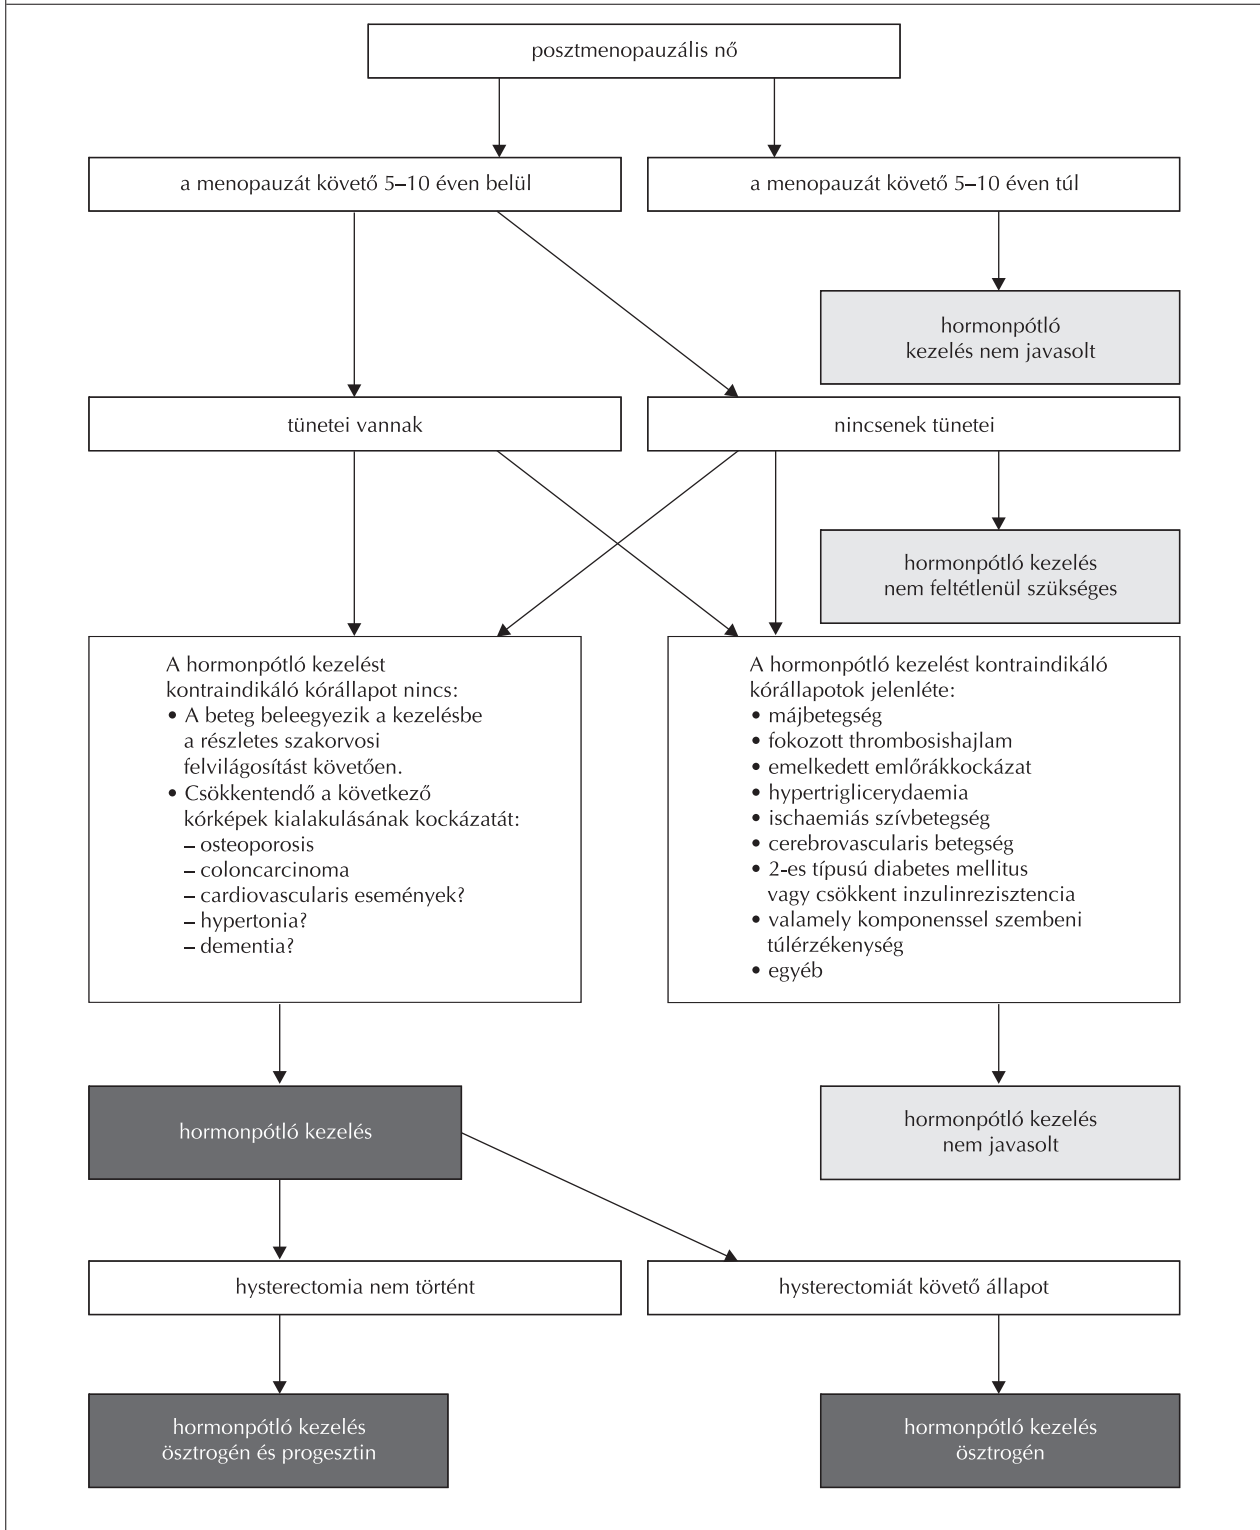 posztmenopauzális nő
a menopauzát követő 5–10 éven belül
a menopauzát követő 5–10 éven túl
hormonpótló
kezelés nem javasolt
tünetei vannak
nincsenek tünetei
hormonpótló kezelés
nem feltétlenül szükséges
A hormonpótló kezelést
kontraindikáló kórállapot nincs:
• A beteg beleegyezik a kezelésbe
a részletes szakorvosi
felvilágosítást követően.
• Csökkentendő a következő
kórképek kialakulásának kockázatát:
– osteoporosis
– coloncarcinoma
– cardiovascularis események?
– hypertonia?
– dementia?
A hormonpótló kezelést kontraindikáló
kórállapotok jelenléte:
• májbetegség
• fokozott thrombosishajlam
• emelkedett emlőrákkockázat
• hypertriglicerydaemia
• ischaemiás szívbetegség
• cerebrovascularis betegség
• 2-es típusú diabetes mellitus
vagy csökkent inzulinrezisztencia
• valamely komponenssel szembeni
túlérzékenység
• egyéb
hormonpótló kezelés
hormonpótló kezelés
nem javasolt
hysterectomia nem történt
hysterectomiát követő állapot
hormonpótló kezelés
ösztrogén és progesztin
hormonpótló kezelés
ösztrogén